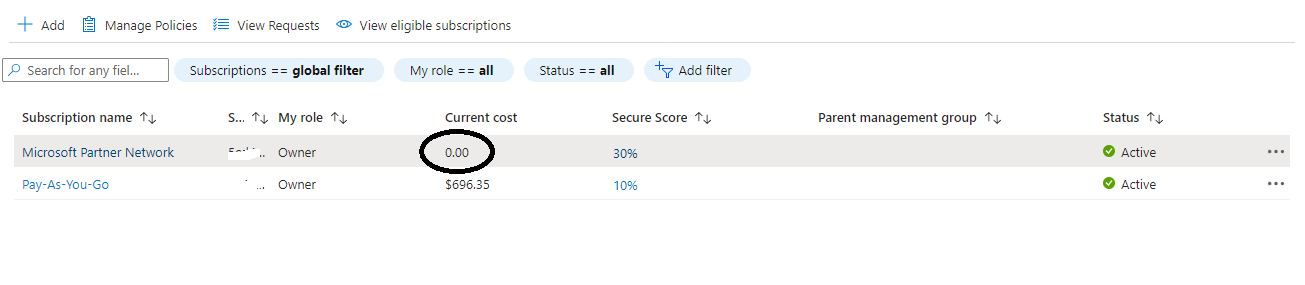 Add Manage Policies View Requests View eligible subscriptions
Search for any fiel... Subscriptions == global filter My role == all Status == all Add filter
Subscription name S... My role Current cost Secure Score Parent management group Status
Microsoft Partner Network ... Owner 0.00 30% Active ...
Pay-As-You-Go ... Owner $696.35 10% Active ...